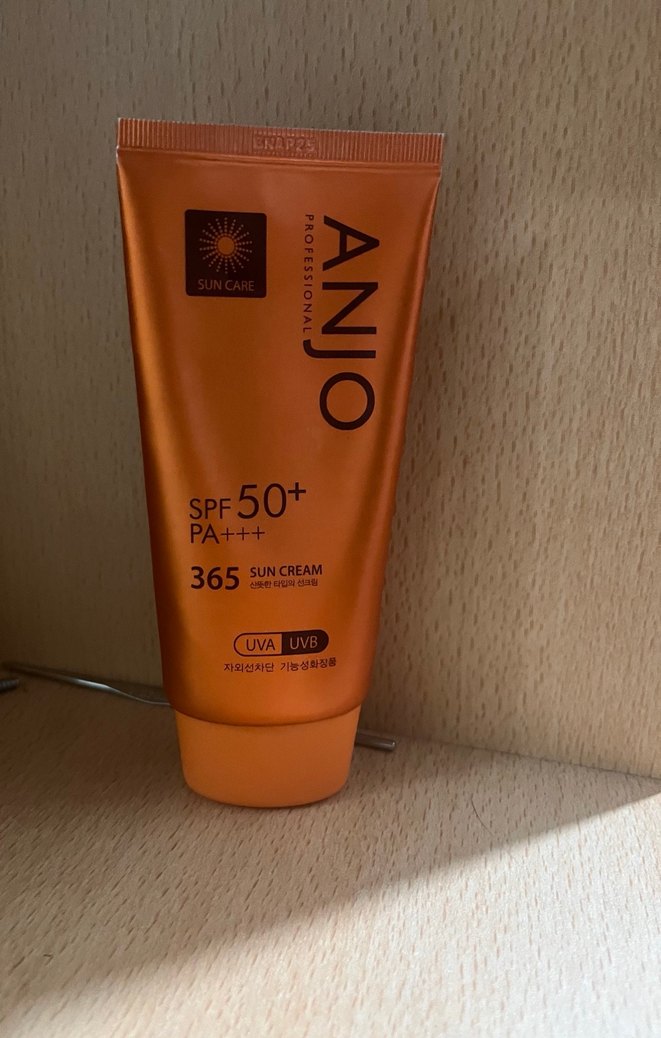 SUN CARE
ANJO
PROFESSIONAL
SPF 50+
PA+++
365 SUN CREAM
산뜻한 타입의 선크림
UVA UVB
자외선차단 기능성화장품